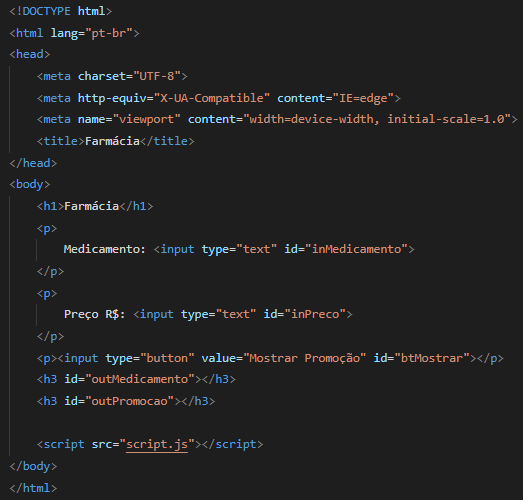 <!DOCTYPE html>
<html lang="pt-br">
<head>
    <meta charset="UTF-8">
    <meta http-equiv="X-UA-Compatible" content="IE=edge">
    <meta name="viewport" content="width=device-width, initial-scale=1.0">
    <title>Farmácia</title>
</head>
<body>
    <h1>Farmácia</h1>
    <p>
        Medicamento: <input type="text" id="inMedicamento">
    </p>
    <p>
        Preço R$: <input type="text" id="inPreco">
    </p>
    <p><input type="button" value="Mostrar Promoção" id="btMostrar"></p>
    <h3 id="outMedicamento"></h3>
    <h3 id="outPromocao"></h3>

    <script src="script.js"></script>
</body>
</html>